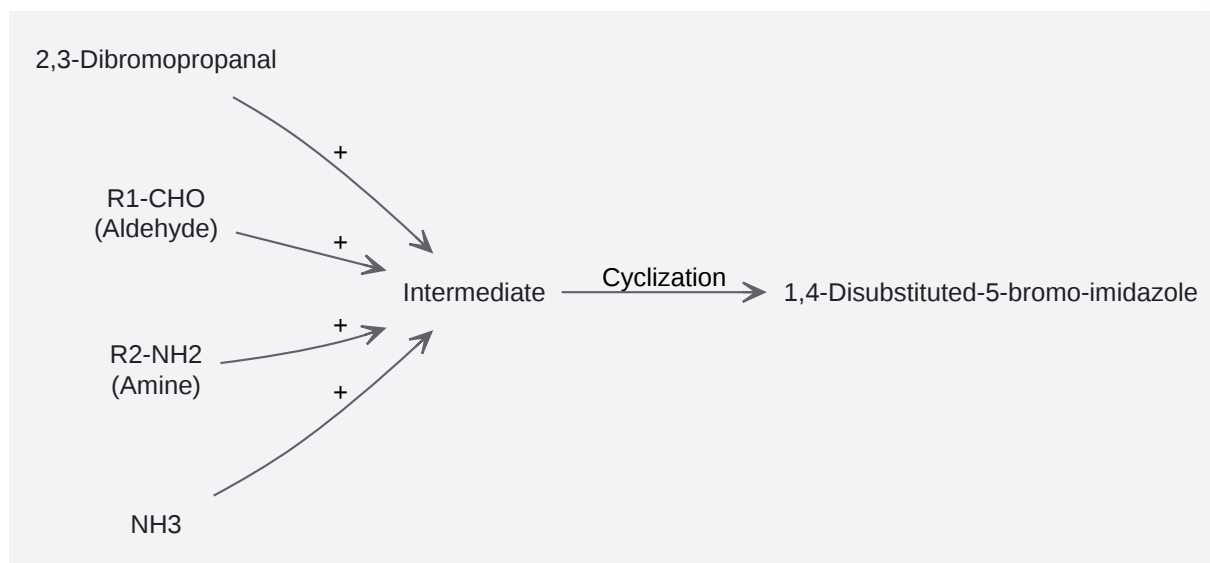 2,3-Dibromopropanal
+
R1-CHO
(Aldehyde)
+
Intermediate
Cyclization
1,4-Disubstituted-5-bromo-imidazole
+
R2-NH2
(Amine)
+
NH3